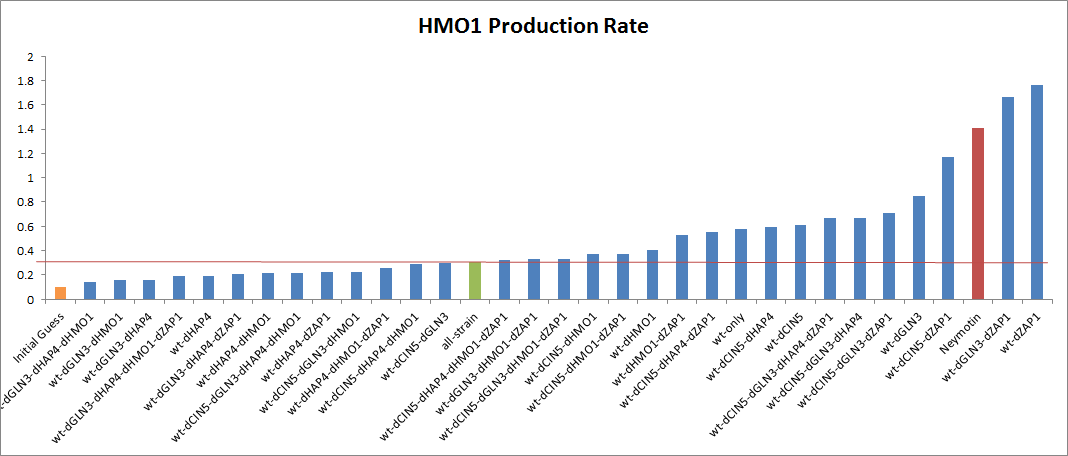 HMO1 Production Rate
2
1.8
1.6
1.4
1.2
1
0.8
0.6
0.4
0.2
0
Initial Guess
t-dGLN3-dHAP4-dHMO1
wt-dGLN3-dHMO1
wt-dGLN3-dHAP4
wt-dGLN3-dHAP4-dHMO1-dZAP1
wt-dHAP4
wt-dGLN3-dHAP4-dZAP1
wt-dHAP4-dHMO1
wt-dCIN5-dGLN3-dHAP4-dHMO1
wt-dHAP4-dZAP1
wt-dCIN5-dGLN3-dHMO1
wt-dHAP4-dHMO1-dZAP1
wt-dCIN5-dHAP4-dHMO1
wt-dCIN5-dGLN3
all-strain
wt-dCIN5-dHAP4-dHMO1-dZAP1
wt-dGLN3-dHMO1-dZAP1
wt-dCIN5-dGLN3-dHMO1-dZAP1
wt-dCIN5-dHMO1
wt-dCIN5-dHMO1-dZAP1
wt-dHMO1
wt-dHMO1-dZAP1
wt-dCIN5-dHAP4-dZAP1
wt-only
wt-dCIN5-dHAP4
wt-dCIN5
wt-dCIN5-dGLN3-dHAP4-dZAP1
wt-dCIN5-dGLN3-dHAP4
wt-dCIN5-dGLN3-dZAP1
wt-dGLN3
wt-dCIN5-dZAP1
Neymotin
wt-dGLN3-dZAP1
wt-dZAP1